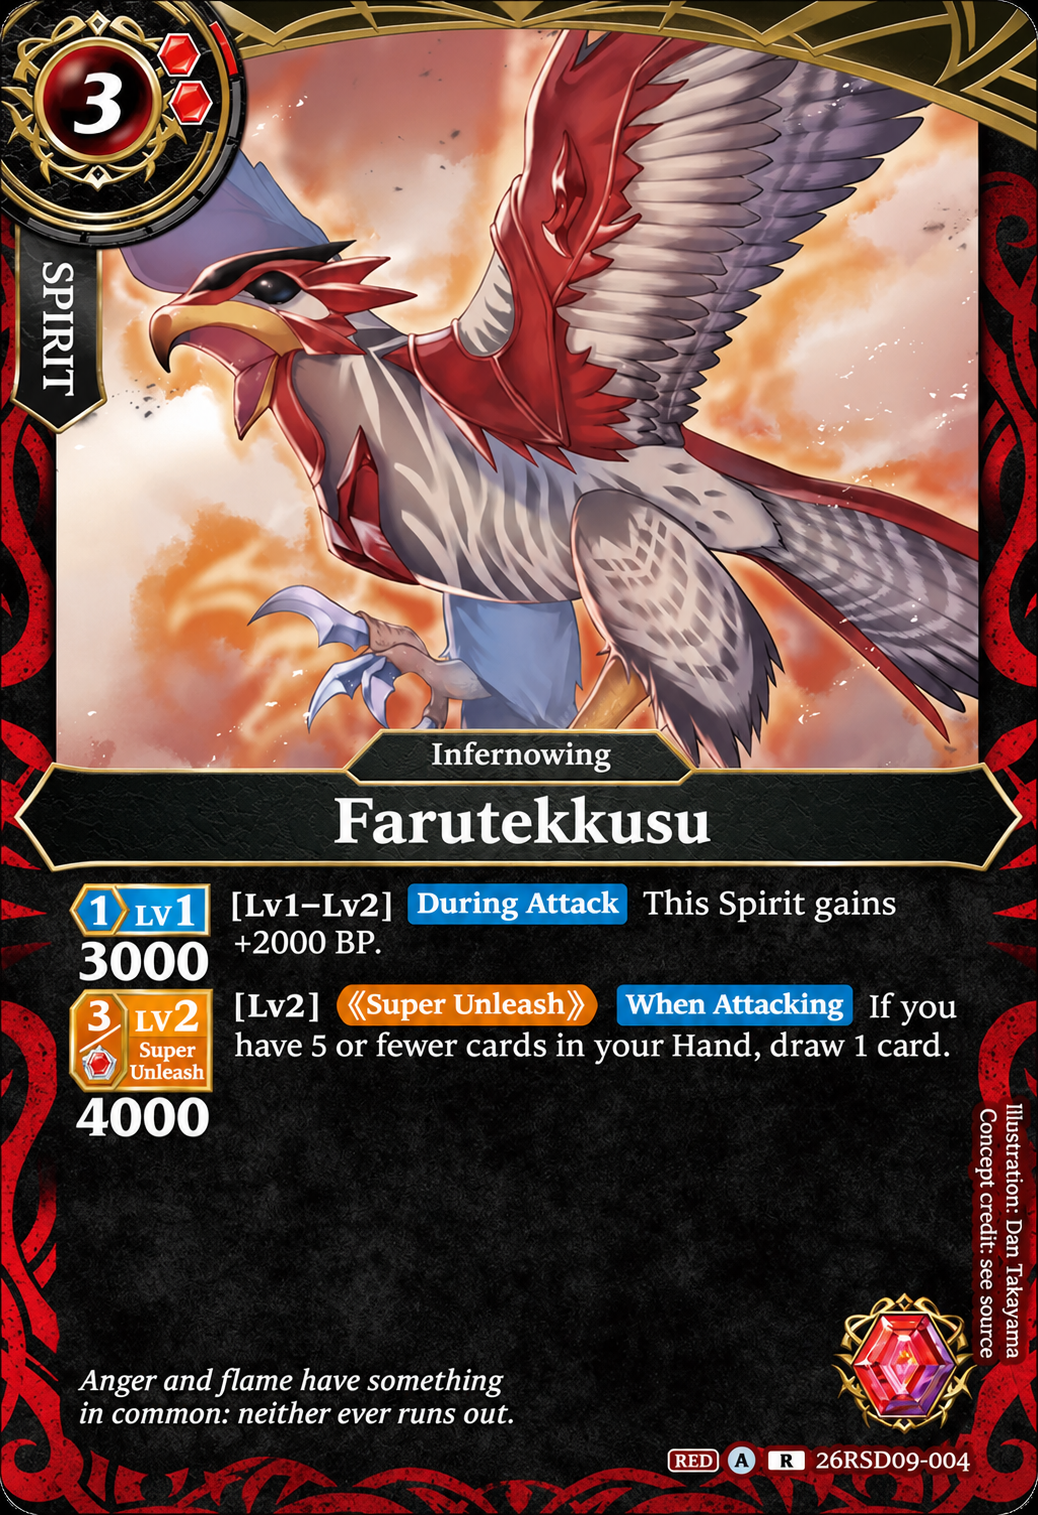 3
SPIRIT
Infernowing
Farutekkusu
1 LV1
3000
[Lv1–Lv2] During Attack This Spirit gains
+2000 BP.
3 LV2
Super
Unleash
4000
[Lv2] 《Super Unleash》 When Attacking If you
have 5 or fewer cards in your Hand, draw 1 card.
Illustration: Dan Takayama
Concept credit: see source
Anger and flame have something
in common: neither ever runs out.
RED A R 26RSD09-004